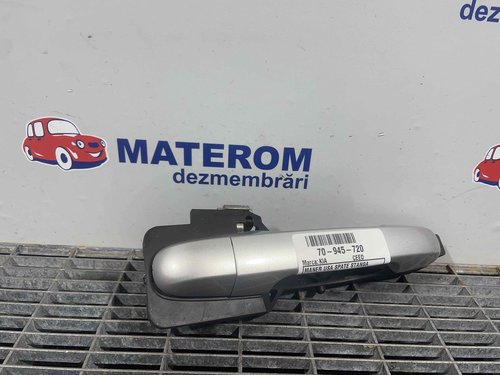 MATEROM
dezmembrări
70-945-720
Marca: KIA CEED
MANER USA SPATE STANGA